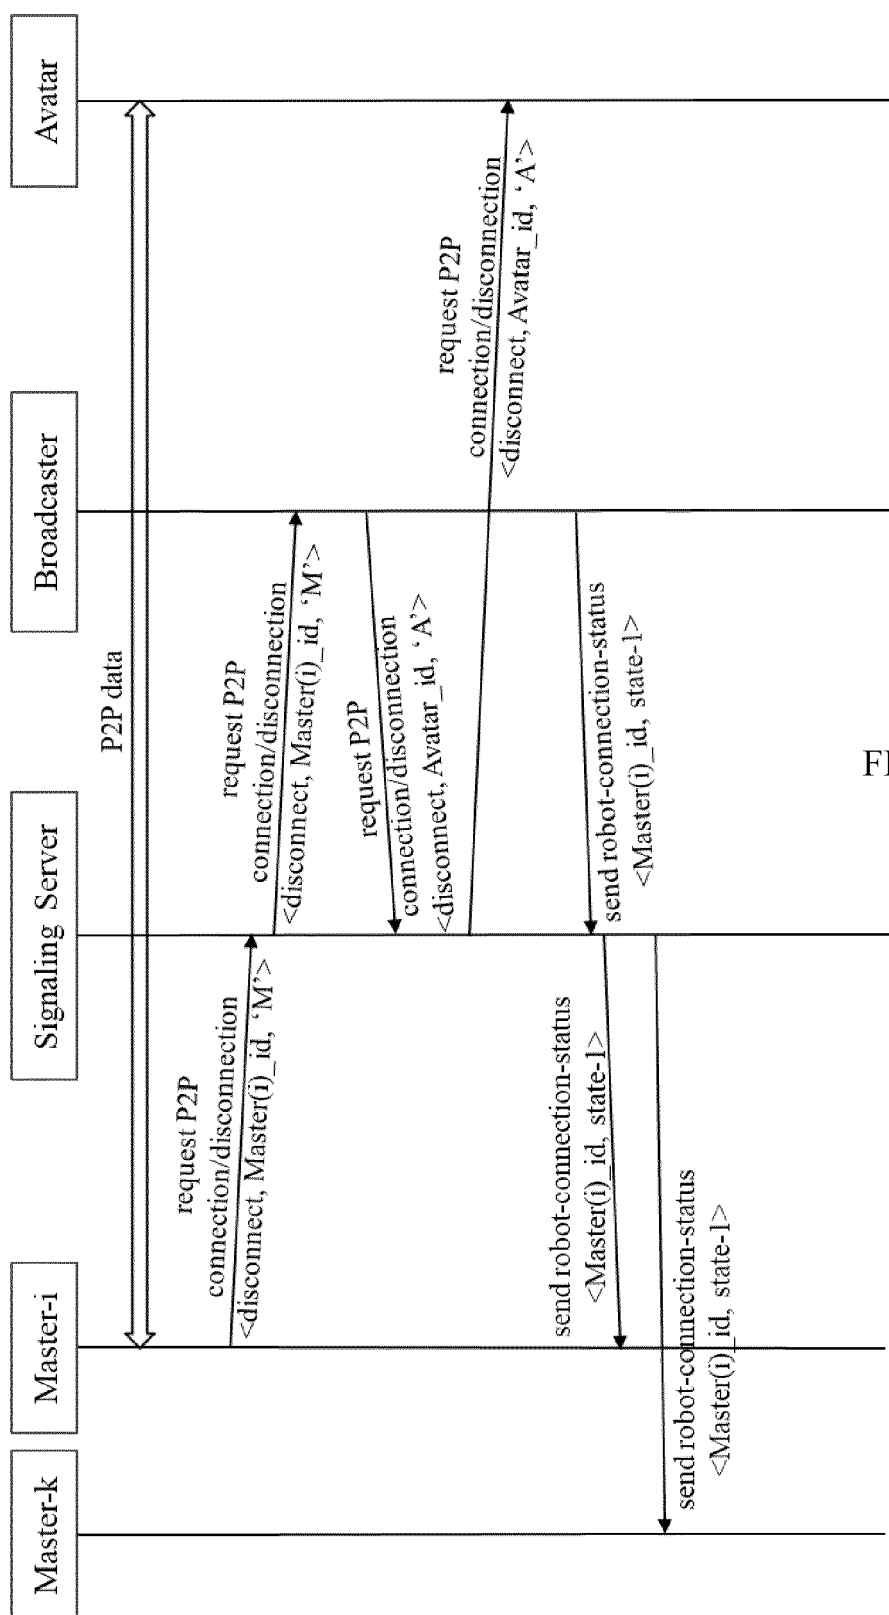 Master-k
Master-i
Signaling Server
Broadcaster
Avatar
P2P data
request P2P
connection/disconnection
<disconnect, Master(i)_id, ‘M’>
request P2P
connection/disconnection
<disconnect, Master(i)_id, ‘M’>
request P2P
connection/disconnection
<disconnect, Avatar_id, ‘A’>
request P2P
connection/disconnection
<disconnect, Avatar_id, ‘A’>
send robot-connection-status
<Master(i)_id, state-1>
send robot-connection-status
<Master(i)_id, state-1>
send robot-connection-status
<Master(i)_id, state-1>